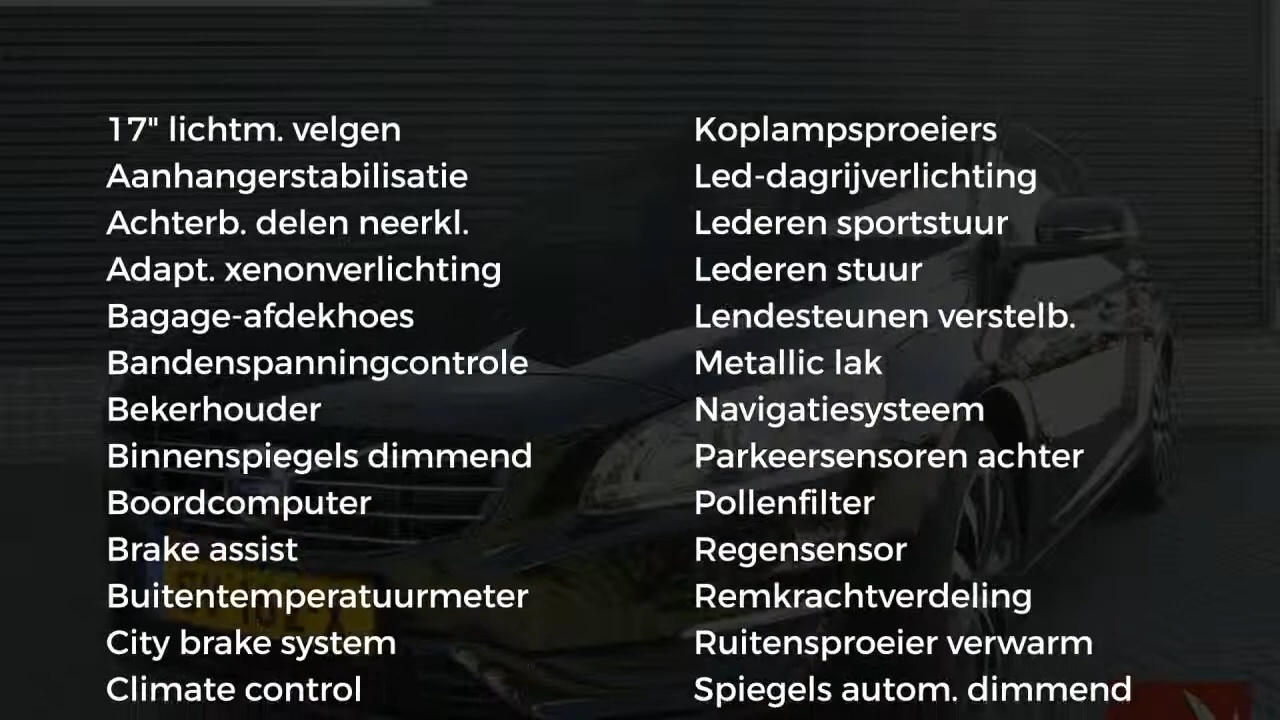 17" lichtm. velgen
Aanhangerstabilisatie
Achterb. delen neerkl.
Adapt. xenonverlichting
Bagage-afdekhoes
Bandenspanningcontrole
Bekerhouder
Binnenspiegels dimmend
Boordcomputer
Brake assist
Buitentemperatuurmeter
City brake system
Climate control
Koplampsproeiers
Led-dagrijverlichting
Lederen sportstuur
Lederen stuur
Lendesteunen verstelb.
Metallic lak
Navigatiesysteem
Parkeersensoren achter
Pollenfilter
Regensensor
Remkrachtverdeling
Ruitensproeier verwarm
Spiegels autom. dimmend